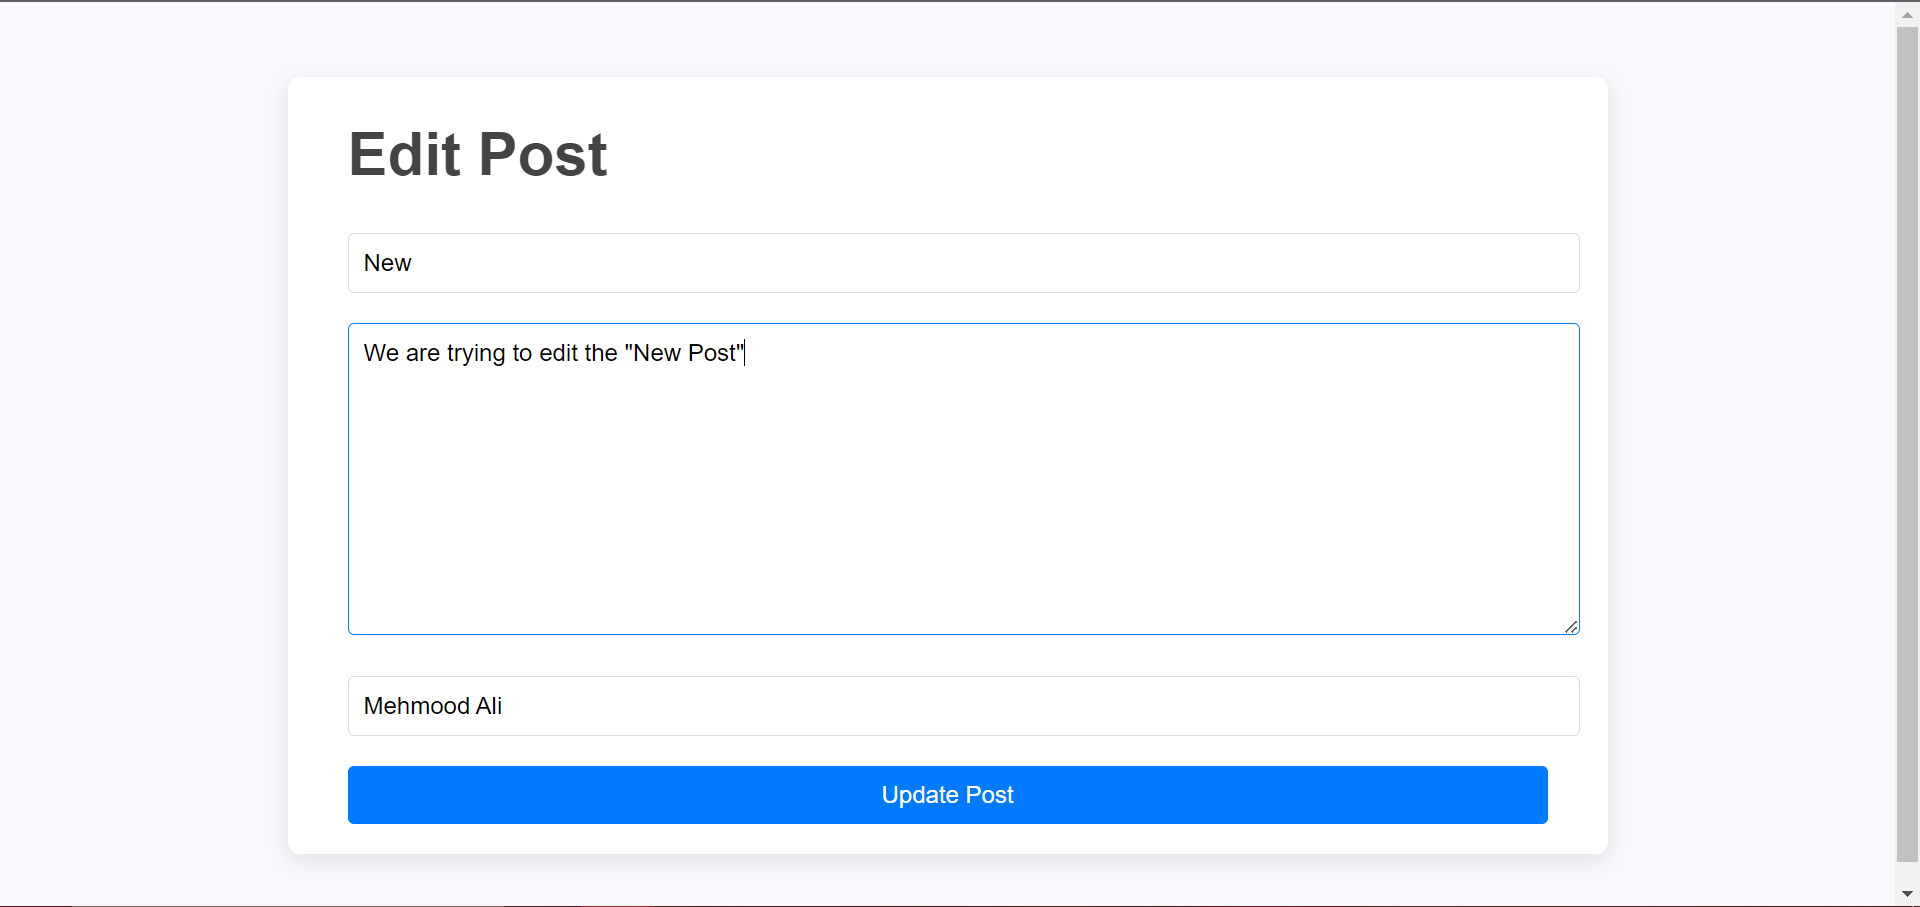 Edit Post
New
We are trying to edit the "New Post"
Mehmood Ali
Update Post